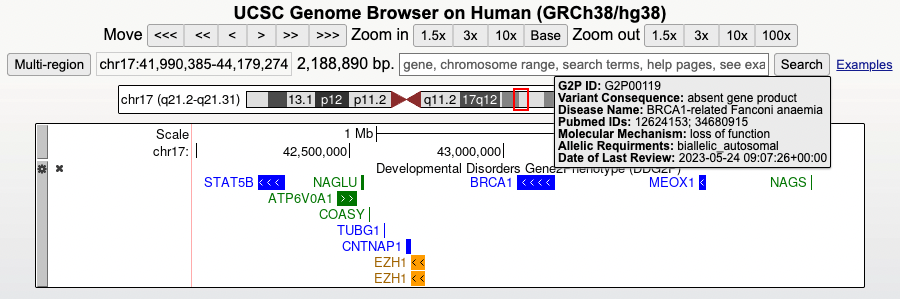 UCSC Genome Browser on Human (GRCh38/hg38)
Move <<< << < > >> >>> Zoom in 1.5x 3x 10x Base Zoom out 1.5x 3x 10x 100x
Multi-region chr17:41,990,385-44,179,274 2,188,890 bp. gene, chromosome range, search terms, help pages, see exa Search Examples
chr17 (q21.2-q21.31) 13.1 p12 p11.2 q11.2 17q12
G2P ID: G2P00119
Variant Consequence: absent gene product
Disease Name: BRCA1-related Fanconi anaemia
Pubmed IDs: 12624153; 34680915
Molecular Mechanism: loss of function
Allelic Requirments: biallelic_autosomal
Date of Last Review: 2023-05-24 09:07:26+00:00
Scale 1 Mb
chr17: 42,500,000 43,000,000
Developmental Disorders Gene2Phenotype (DDG2P)
STAT5B NAGLU BRCA1 MEOX1 NAGS
ATP6V0A1
COASY
TUBG1
CNTNAP1
EZH1
EZH1